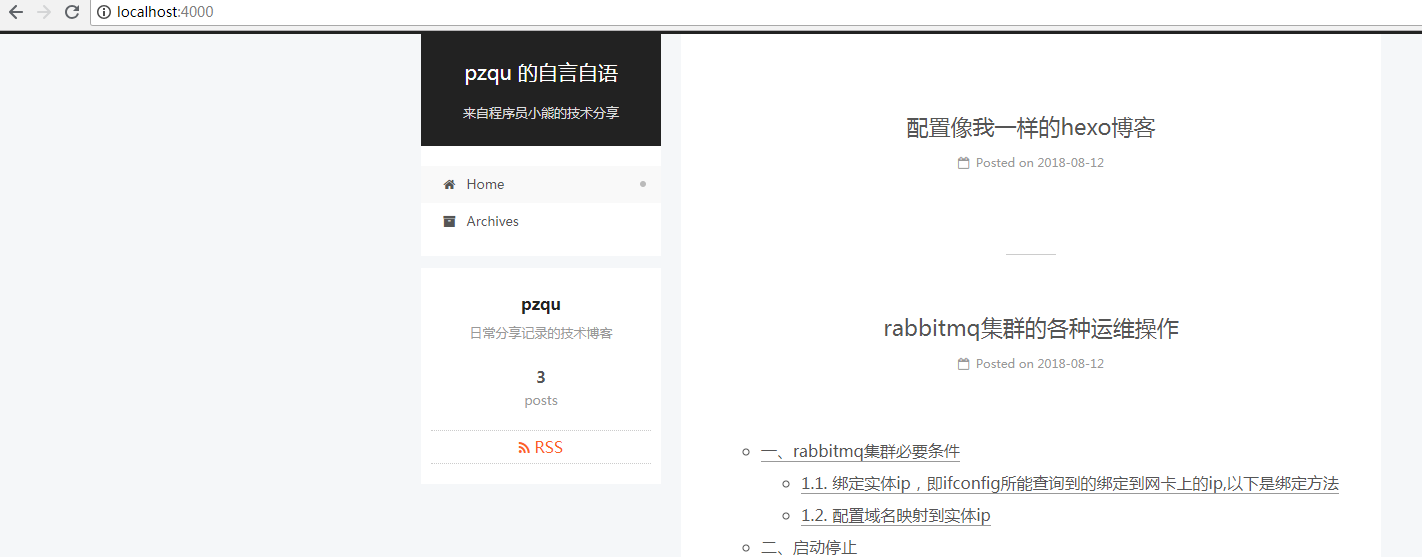 localhost:4000
pzqu 的自言自语
来自程序员小能的技术分享
Home
Archives
pzqu
日常分享记录的技术博客
3
posts
RSS
配置像我一样的hexo博客
Posted on 2018-08-12
rabbitmq集群的各种运维操作
Posted on 2018-08-12
一、rabbitmq集群必要条件
1.1. 绑定实体ip，即ifconfig所能查询到的绑定到网卡上的ip,以下是绑定方法
1.2. 配置域名映射到实体ip
二、启动停止